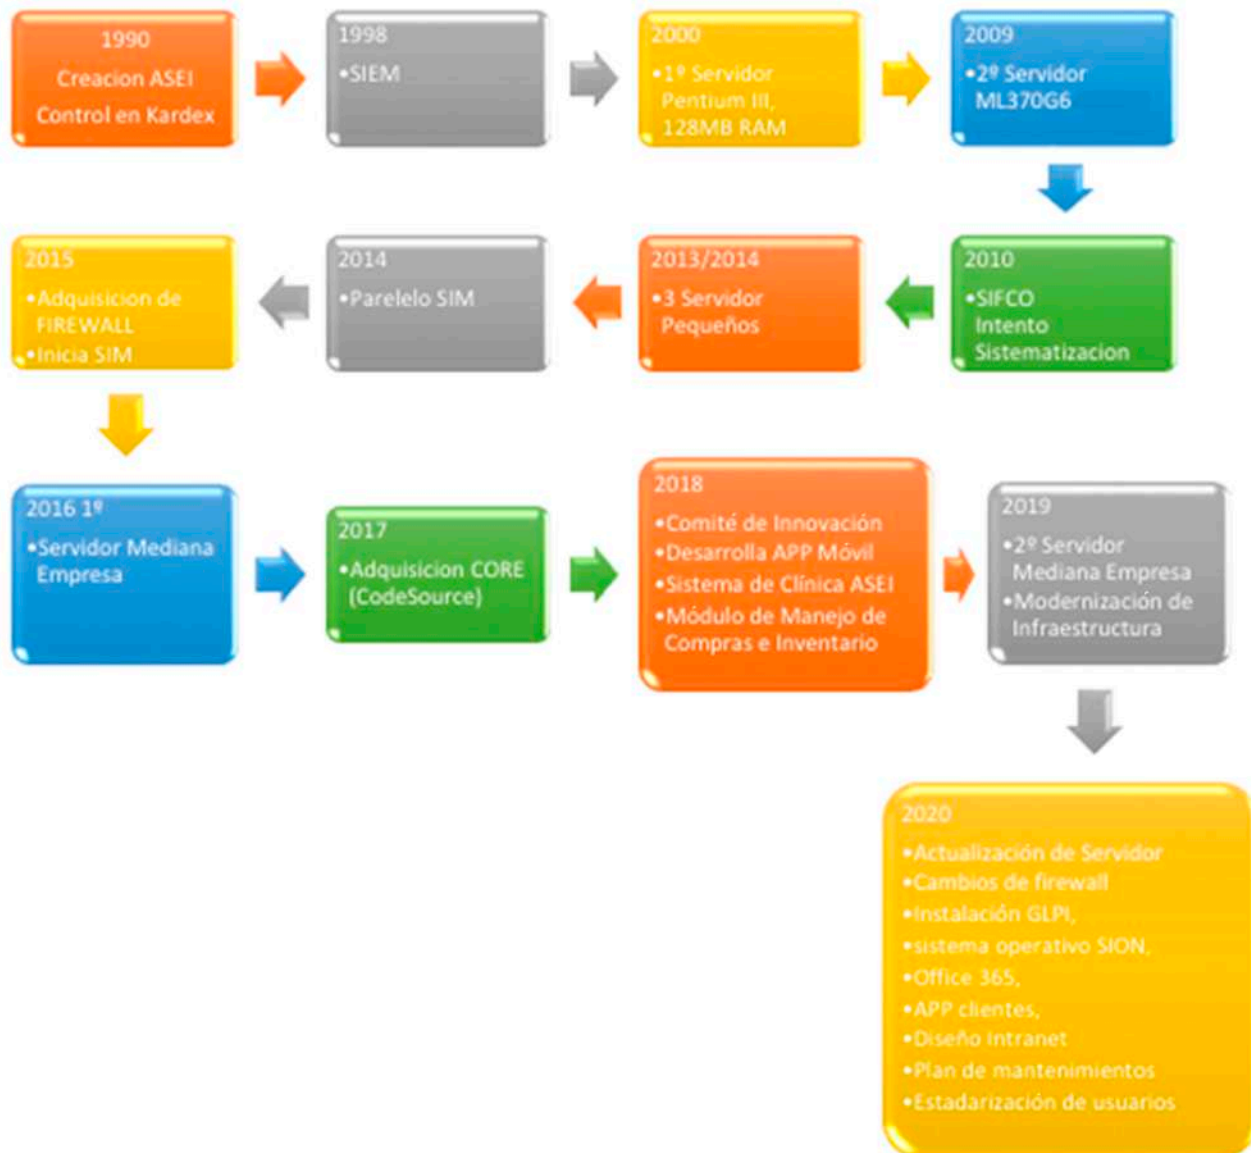 1990
Creacion ASEI
Control en Kardex
1998
•SIEM
2000
•1º Servidor
Pentium III,
128MB RAM
2009
•2º Servidor
ML370G6
2010
•SIFCO
Intento
Sistematizacion
2013/2014
•3 Servidor
Pequeños
2014
•Parelelo SIM
2015
•Adquisicion de
FIREWALL
•Inicia SIM
2016 1º
•Servidor Mediana
Empresa
2017
•Adquisicion CORE
(CodeSource)
2018
•Comité de Innovación
•Desarrolla APP Móvil
•Sistema de Clínica ASEI
•Módulo de Manejo de
Compras e Inventario
2019
•2º Servidor
Mediana Empresa
•Modernización de
Infraestructura
2020
•Actualización de Servidor
•Cambios de firewall
•Instalación GLPI,
•sistema operativo SION,
•Office 365,
•APP clientes,
•Diseño Intranet
•Plan de mantenimientos
•Estadarización de usuarios